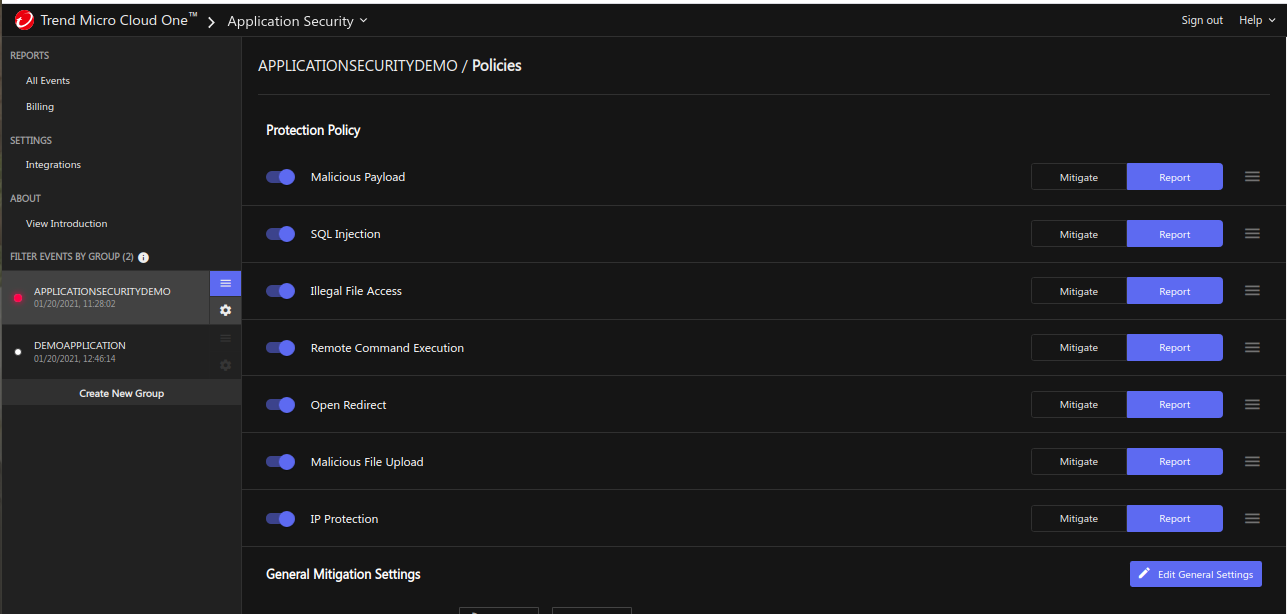 Trend Micro Cloud One™ > Application Security
Sign out Help
REPORTS
All Events
Billing
SETTINGS
Integrations
ABOUT
View Introduction
FILTER EVENTS BY GROUP (2)
APPLICATIONSECURITYDEMO
01/20/2021, 11:28:02
DEMOAPPLICATION
01/20/2021, 12:46:14
Create New Group
APPLICATIONSECURITYDEMO / Policies
Protection Policy
Malicious Payload Mitigate Report
SQL Injection Mitigate Report
Illegal File Access Mitigate Report
Remote Command Execution Mitigate Report
Open Redirect Mitigate Report
Malicious File Upload Mitigate Report
IP Protection Mitigate Report
General Mitigation Settings Edit General Settings